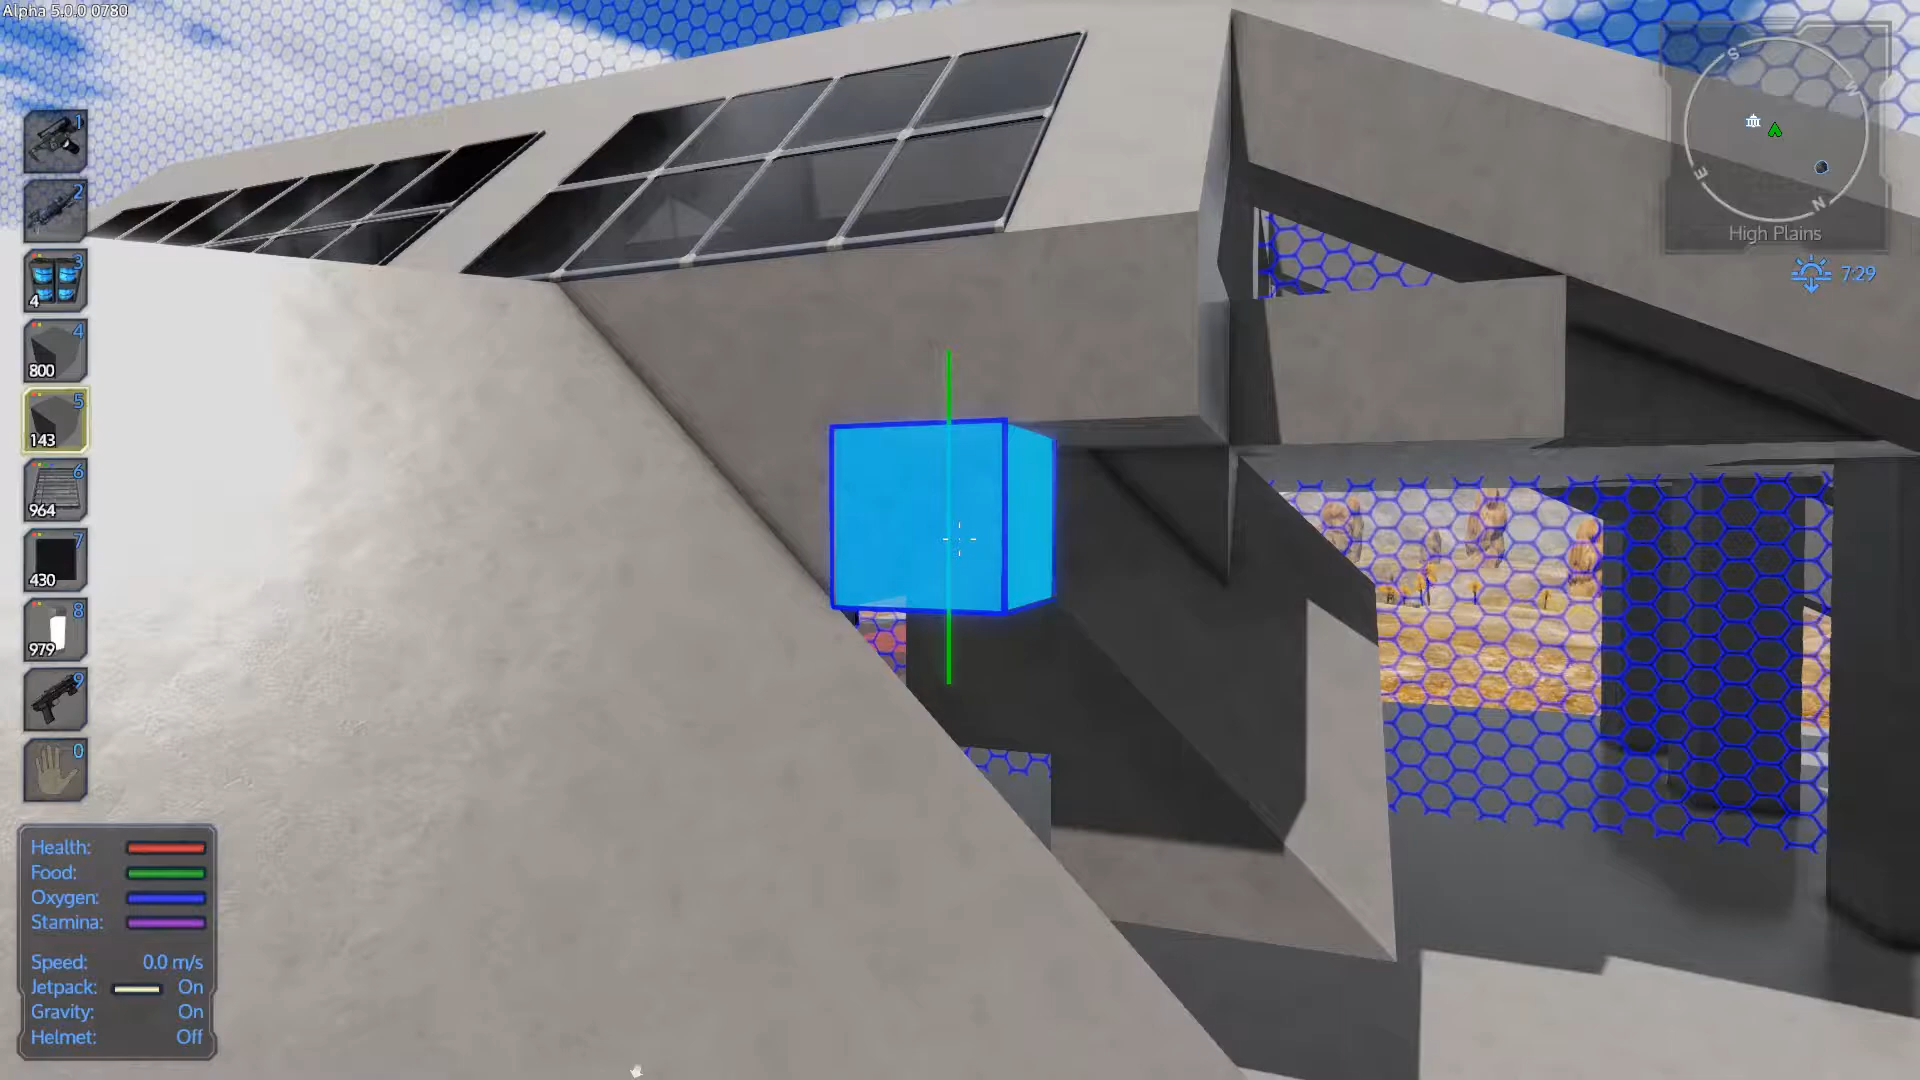 Alpha 5.0.0 0780
S
W
E
N
High Plains
7:29
1
2
3
4
4
800
5
143
6
964
7
430
8
979
9
0
Health:
Food:
Oxygen:
Stamina:
Speed: 0.0 m/s
Jetpack: On
Gravity: On
Helmet: Off